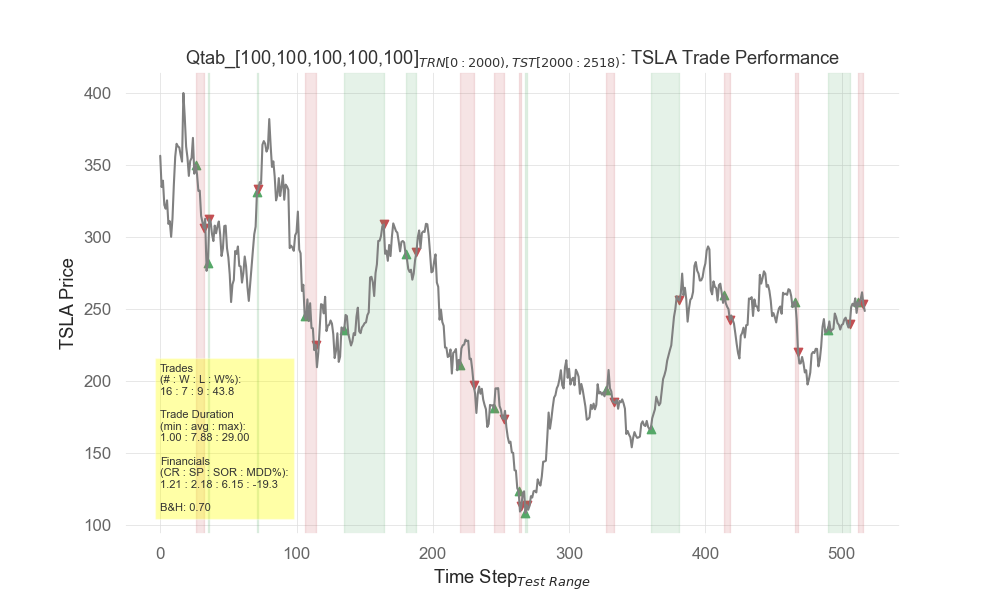 Qtab_[100,100,100,100,100]TRN[0 : 2000), TST[2000 : 2518) : TSLA Trade Performance
400
350
300
250
200
150
100
TSLA Price
Trades
(# : W : L : W%):
16 : 7 : 9 : 43.8
Trade Duration
(min : avg : max):
1.00 : 7.88 : 29.00
Financials
(CR : SP : SOR : MDD%):
1.21 : 2.18 : 6.15 : -19.3
B&H: 0.70
0 100 200 300 400 500
Time Step Test Range